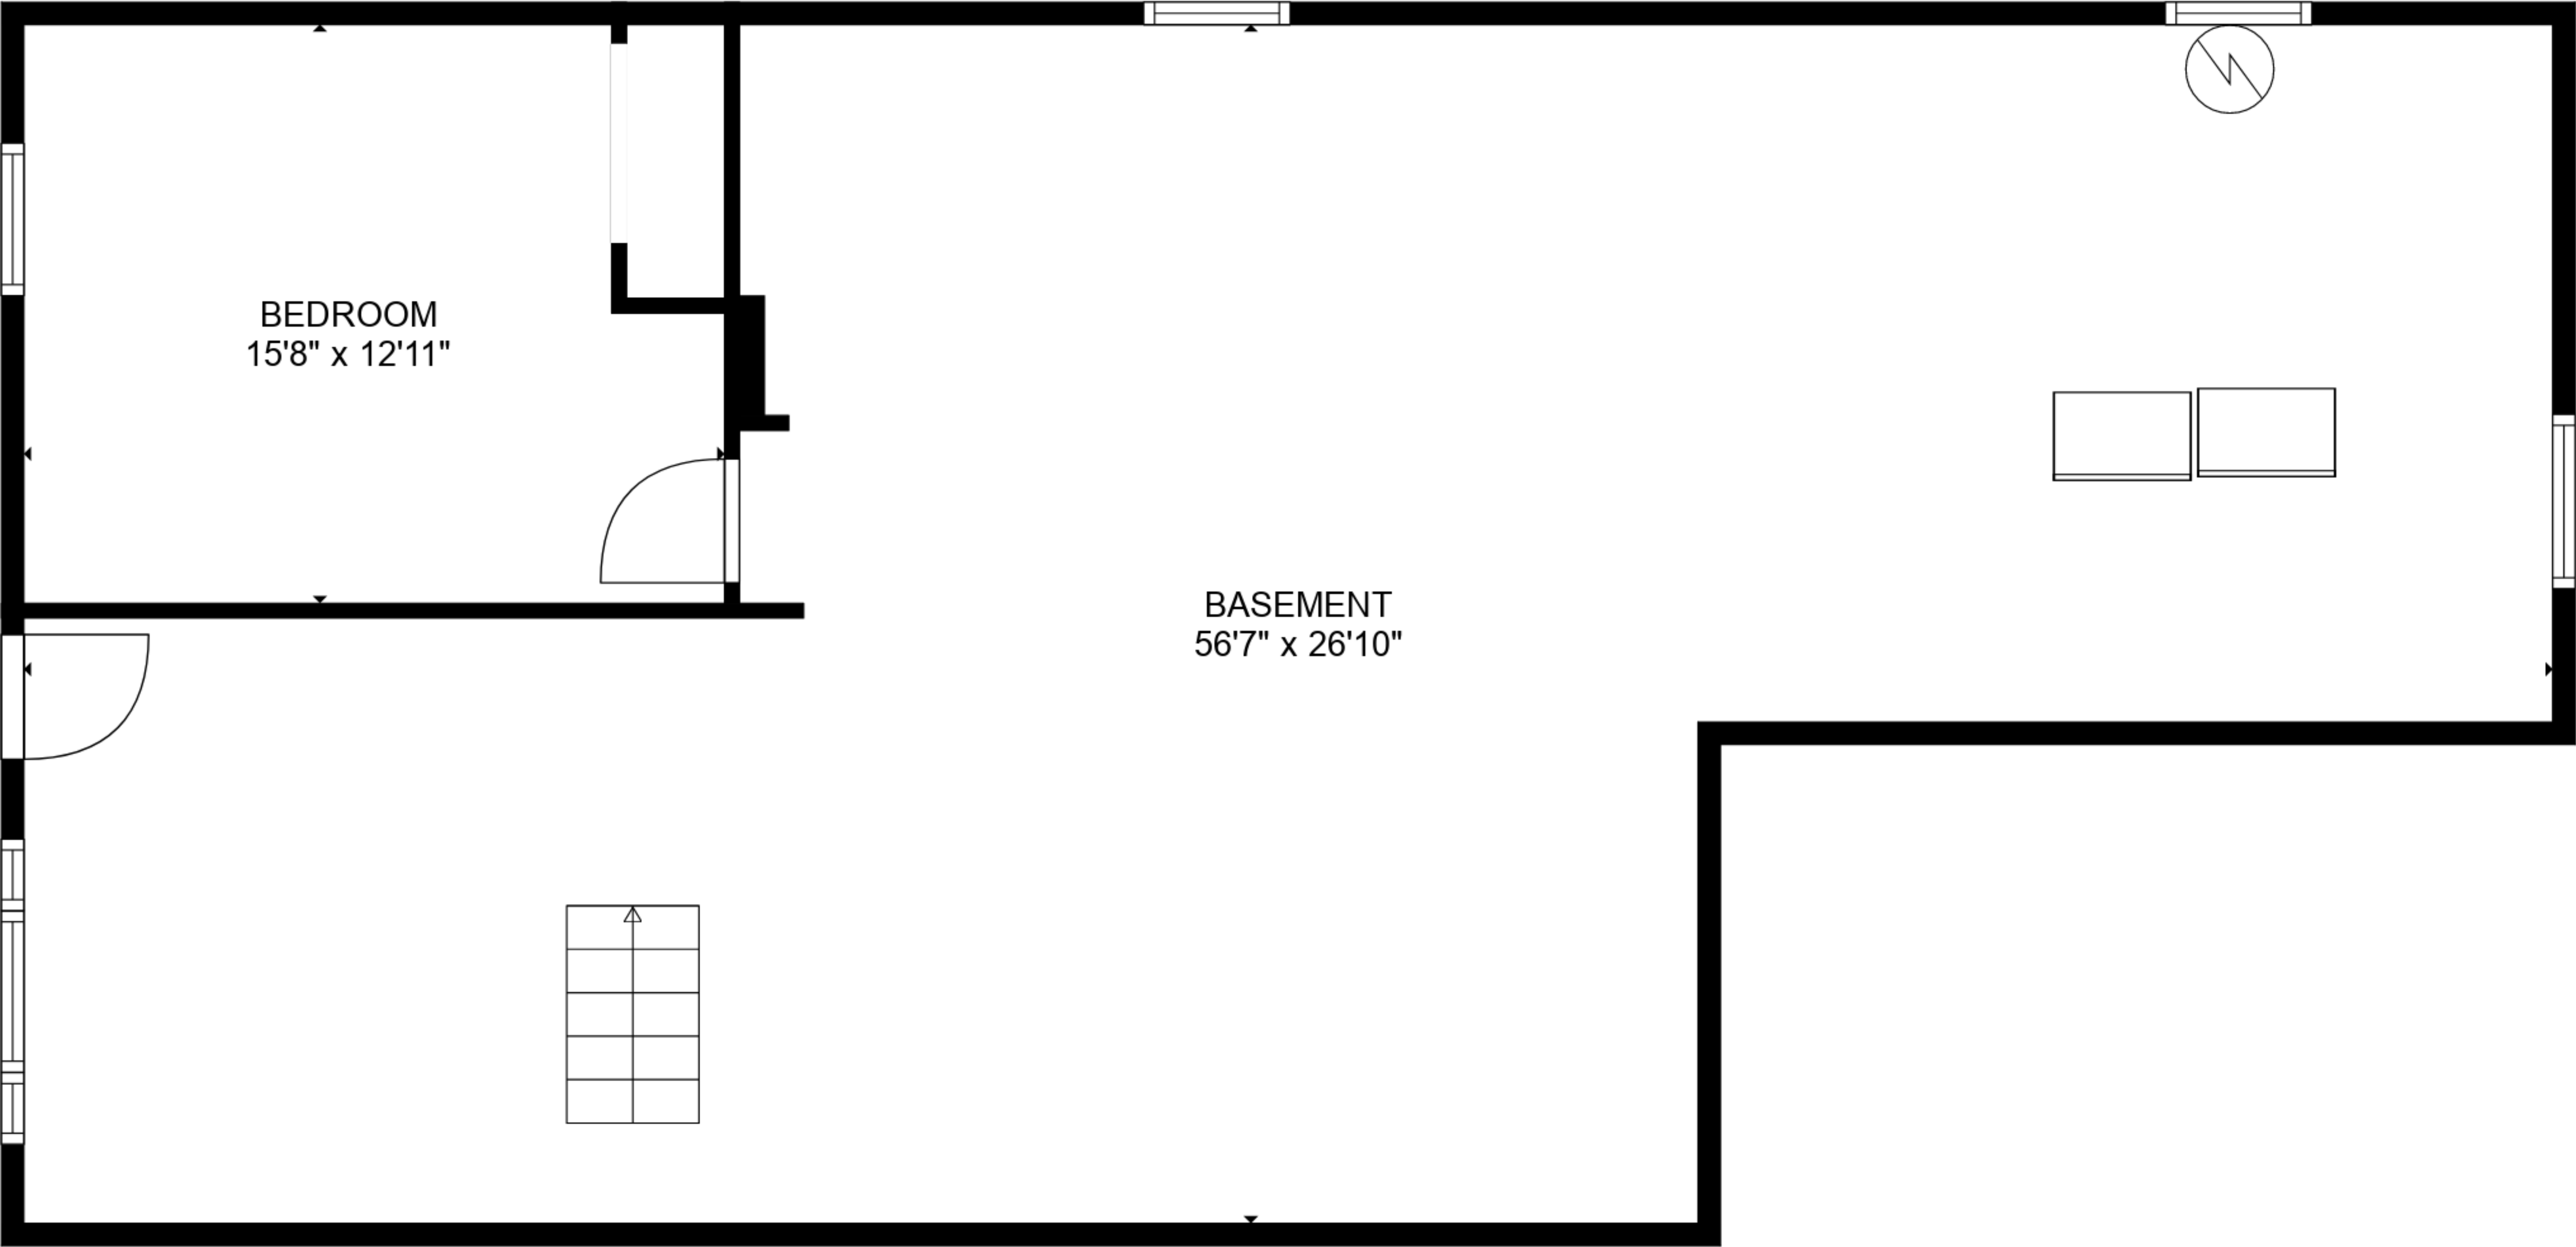 BEDROOM
15'8" x 12'11"
BASEMENT
56'7" x 26'10"